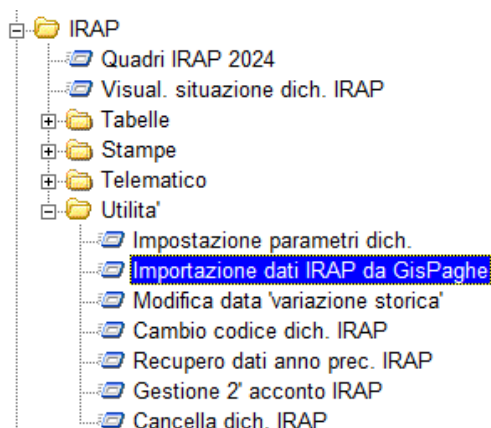 IRAP
Quadri IRAP 2024
Visual. situazione dich. IRAP
Tabelle
Stampe
Telematico
Utilita'
Impostazione parametri dich.
Importazione dati IRAP da GisPaghe
Modifica data 'variazione storica'
Cambio codice dich. IRAP
Recupero dati anno prec. IRAP
Gestione 2' acconto IRAP
Cancella dich. IRAP